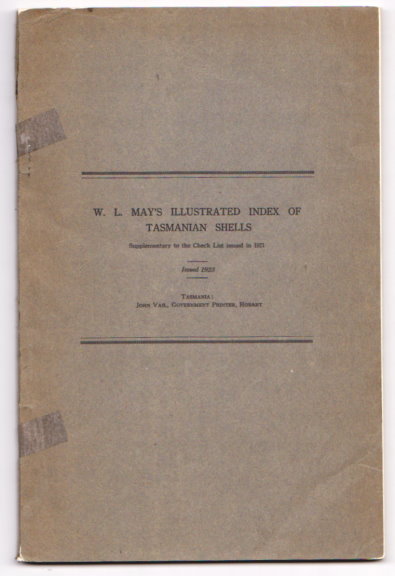 W. L. MAY'S ILLUSTRATED INDEX OF
TASMANIAN SHELLS
Supplementary to the Check List issued in 1921
Issued 1923
TASMANIA:
JOHN VAIL, GOVERNMENT PRINTER, HOBART